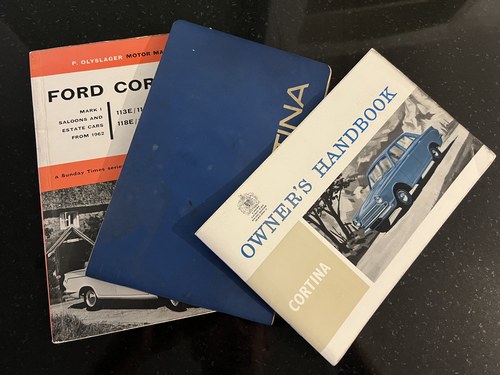 P. OLYSLAGER MOTOR MA
FORD COR
MARK I
SALOONS AND
ESTATE CARS
FROM 1962
113E/11
118E/
a Sunday Times
TINA
OWNER'S HANDBOOK
CORTINA